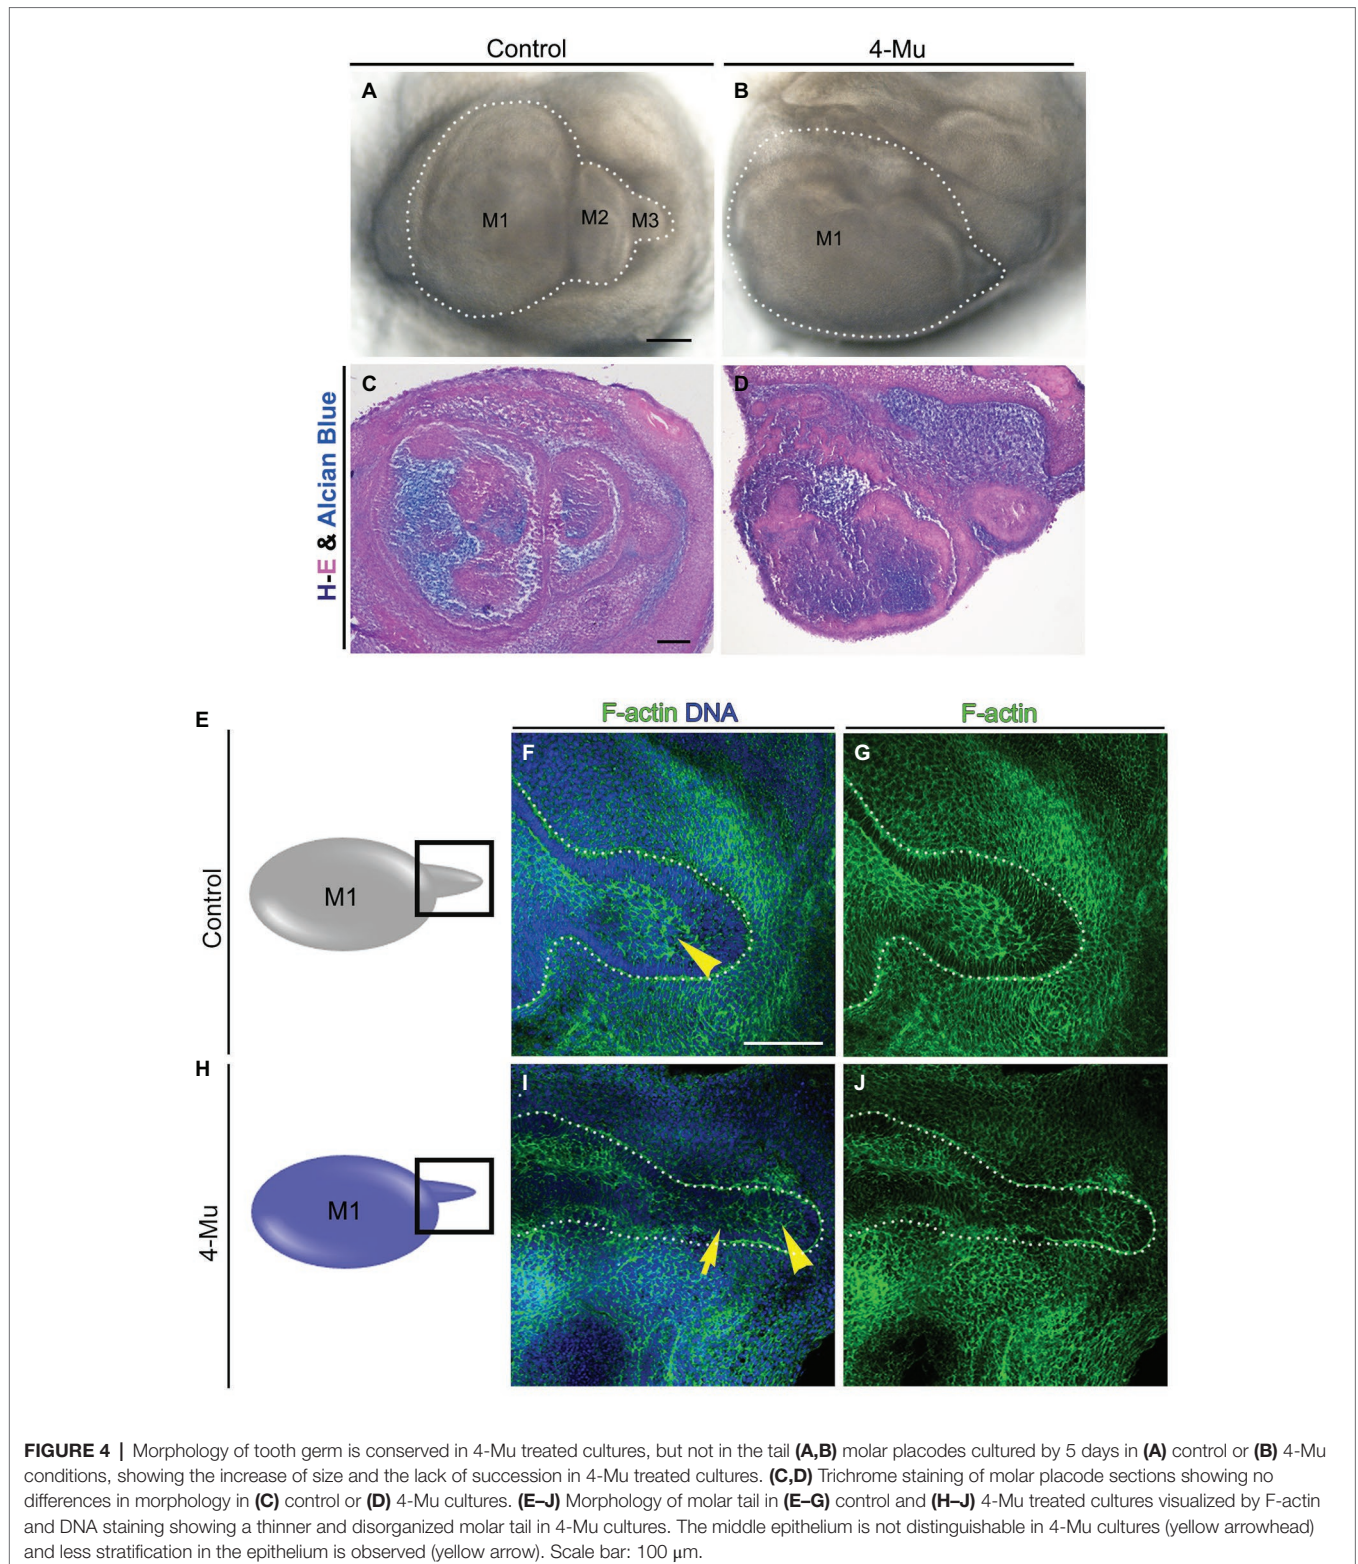 Control
4-Mu
A
B
M1
M2
M3
M1
H-E & Alcian Blue
C
D
E
F-actin DNA
F-actin
Control
M1
F
G
H
4-Mu
M1
I
J
FIGURE 4 | Morphology of tooth germ is conserved in 4-Mu treated cultures, but not in the tail (A,B) molar placodes cultured by 5 days in (A) control or (B) 4-Mu
conditions, showing the increase of size and the lack of succession in 4-Mu treated cultures. (C,D) Trichrome staining of molar placode sections showing no
differences in morphology in (C) control or (D) 4-Mu cultures. (E–J) Morphology of molar tail in (E–G) control and (H–J) 4-Mu treated cultures visualized by F-actin
and DNA staining showing a thinner and disorganized molar tail in 4-Mu cultures. The middle epithelium is not distinguishable in 4-Mu cultures (yellow arrowhead)
and less stratification in the epithelium is observed (yellow arrow). Scale bar: 100 μm.